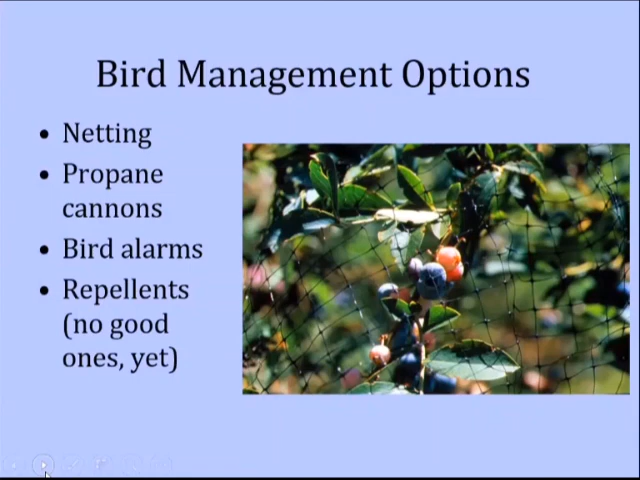 Bird Management Options
• Netting
• Propane
cannons
• Bird alarms
• Repellents
(no good
ones, yet)